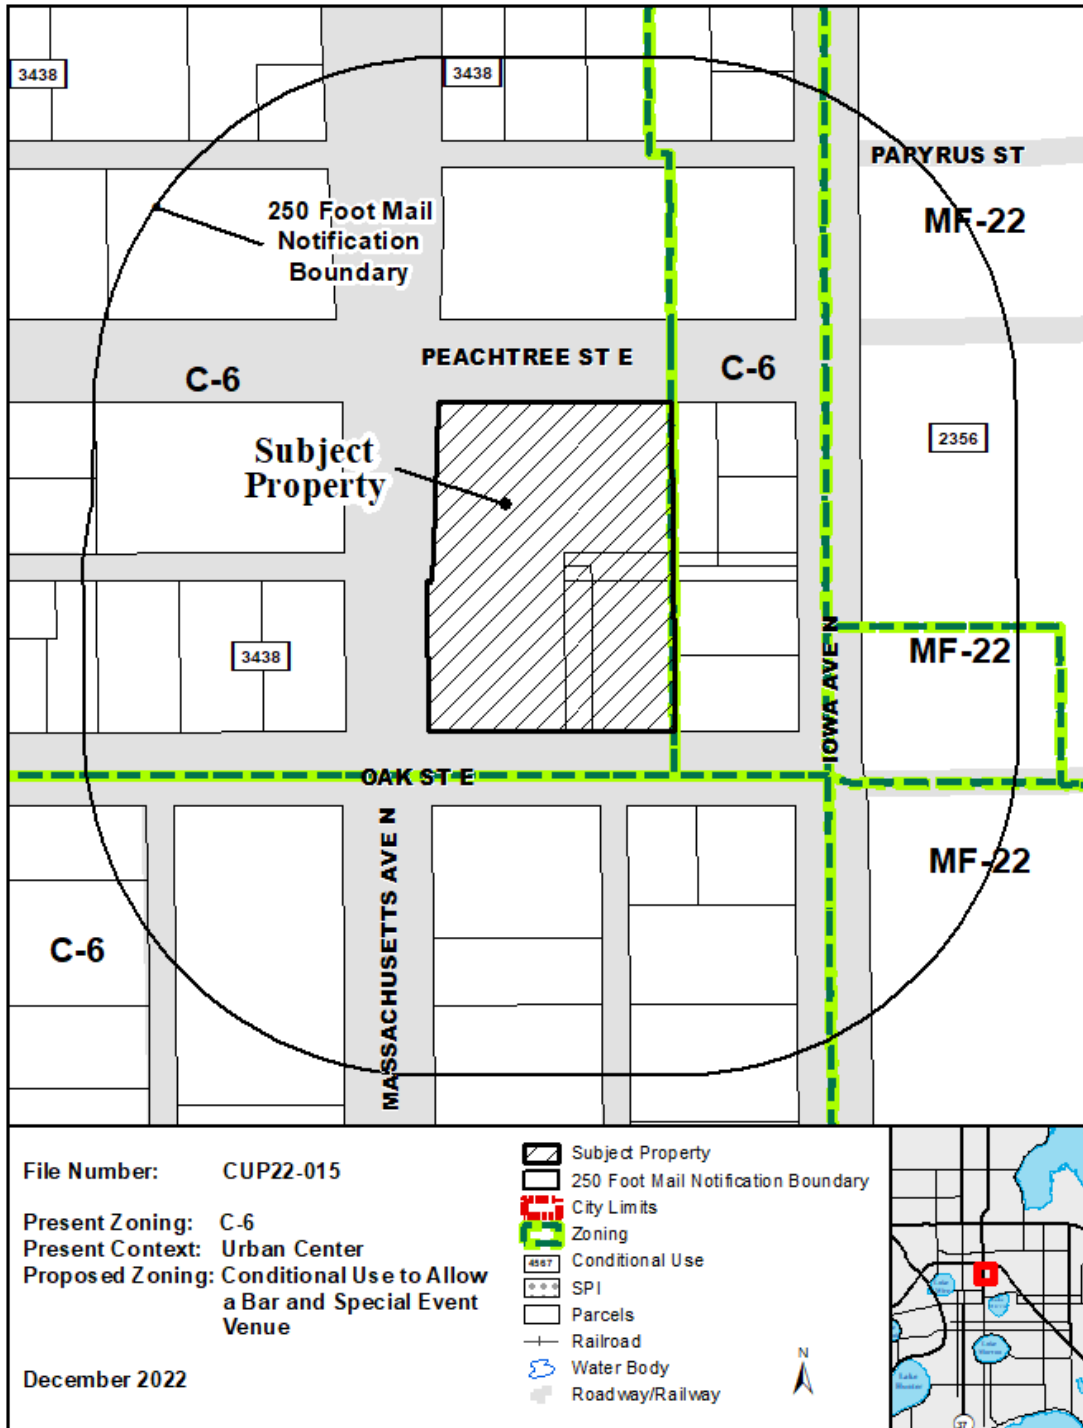 3438
3438
PAPYRUS ST
250 Foot Mail
Notification
Boundary
MF-22
PEACHTREE ST E
C-6
C-6
Subject
Property
2356
3438
IOWA AVE N
MF-22
OAK ST E
MASSACHUSETTS AVE N
MF-22
C-6
File Number: CUP22-015
Present Zoning: C-6
Present Context: Urban Center
Proposed Zoning: Conditional Use to Allow
a Bar and Special Event
Venue
December 2022
Subject Property
250 Foot Mail Notification Boundary
City Limits
Zoning
4567 Conditional Use
SPI
Parcels
Railroad
Water Body
Roadway/Railway
N
Lake
Hunter
37